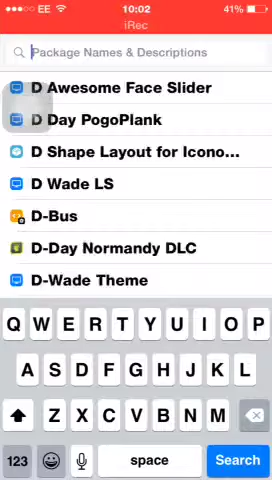 EE 10:02 41%
iRec
Package Names & Descriptions
D Awesome Face Slider
D Day PogoPlank
D Shape Layout for Icono...
D Wade LS
D-Bus
D-Day Normandy DLC
D-Wade Theme
Q W E R T Y U I O P
A S D F G H J K L
Z X C V B N M
123 space Search